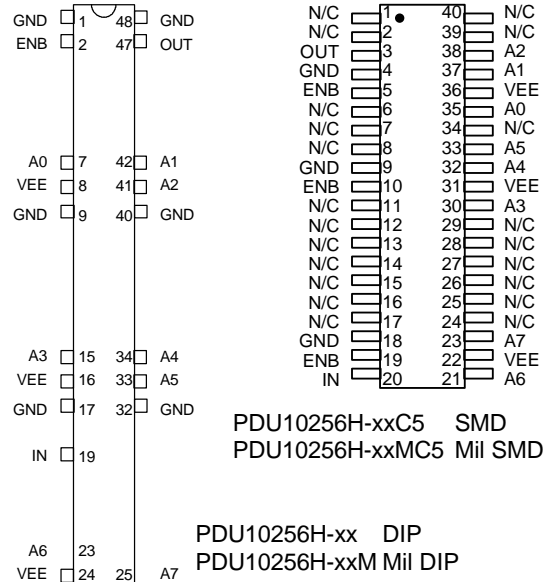 GND 1 48 GND
ENB 2 47 OUT
A0 7 42 A1
VEE 8 41 A2
GND 9 40 GND
A3 15 34 A4
VEE 16 33 A5
GND 17 32 GND
IN 19
A6 23
VEE 24 25 A7
N/C 1 40 N/C
N/C 2 39 N/C
OUT 3 38 A2
GND 4 37 A1
ENB 5 36 VEE
N/C 6 35 A0
N/C 7 34 N/C
N/C 8 33 A5
GND 9 32 A4
ENB 10 31 VEE
N/C 11 30 A3
N/C 12 29 N/C
N/C 13 28 N/C
N/C 14 27 N/C
N/C 15 26 N/C
N/C 16 25 N/C
N/C 17 24 N/C
GND 18 23 A7
ENB 19 22 VEE
IN 20 21 A6
PDU10256H-xxC5 SMD
PDU10256H-xxMC5 Mil SMD
PDU10256H-xx DIP
PDU10256H-xxM Mil DIP